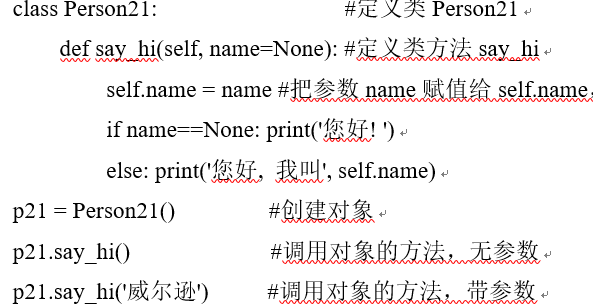 class Person21: #定义类 Person21
def say_hi(self, name=None): #定义类方法 say_hi
self.name = name #把参数 name 赋值给 self.name,
if name==None: print('您好! ')
else: print('您好, 我叫', self.name)
p21 = Person21() #创建对象
p21.say_hi() #调用对象的方法，无参数
p21.say_hi('威尔逊') #调用对象的方法，带参数